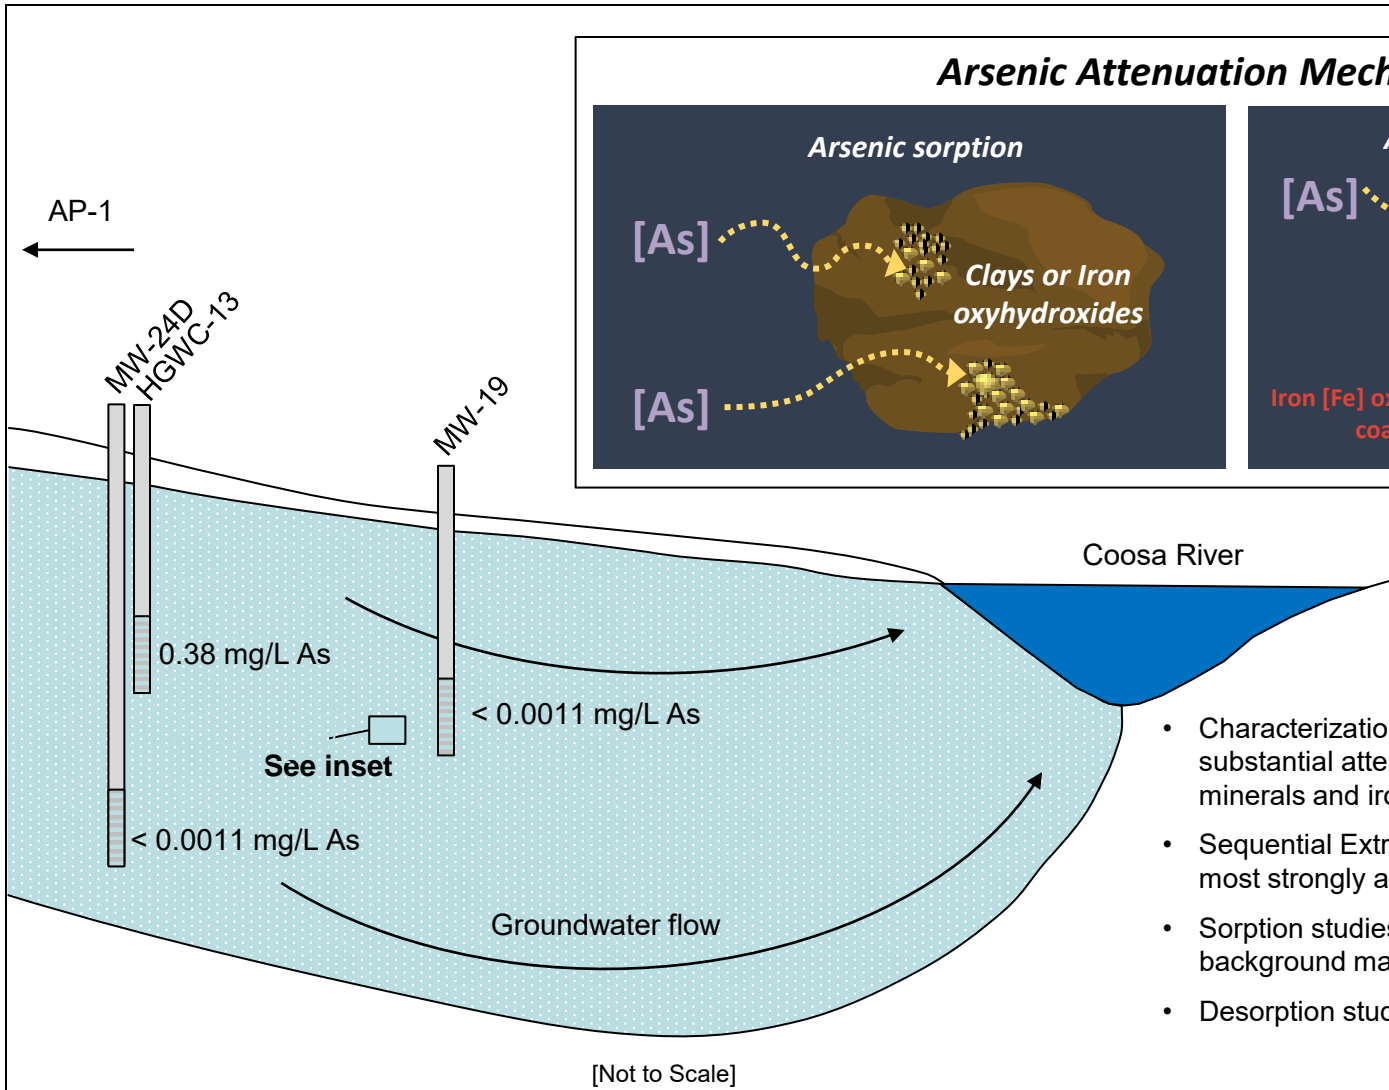 Arsenic Attenuation Mech
Arsenic sorption
[As]
Clays or Iron
oxyhydroxides
[As]
[As]
Iron [Fe] ox
coa
AP-1
MW-24D
HGWC-13
MW-19
Coosa River
0.38 mg/L As
< 0.0011 mg/L As
See inset
< 0.0011 mg/L As
Groundwater flow
• Characterization
substantial atte
minerals and iro
• Sequential Extr
most strongly a
• Sorption studies
background ma
• Desorption stud
[Not to Scale]